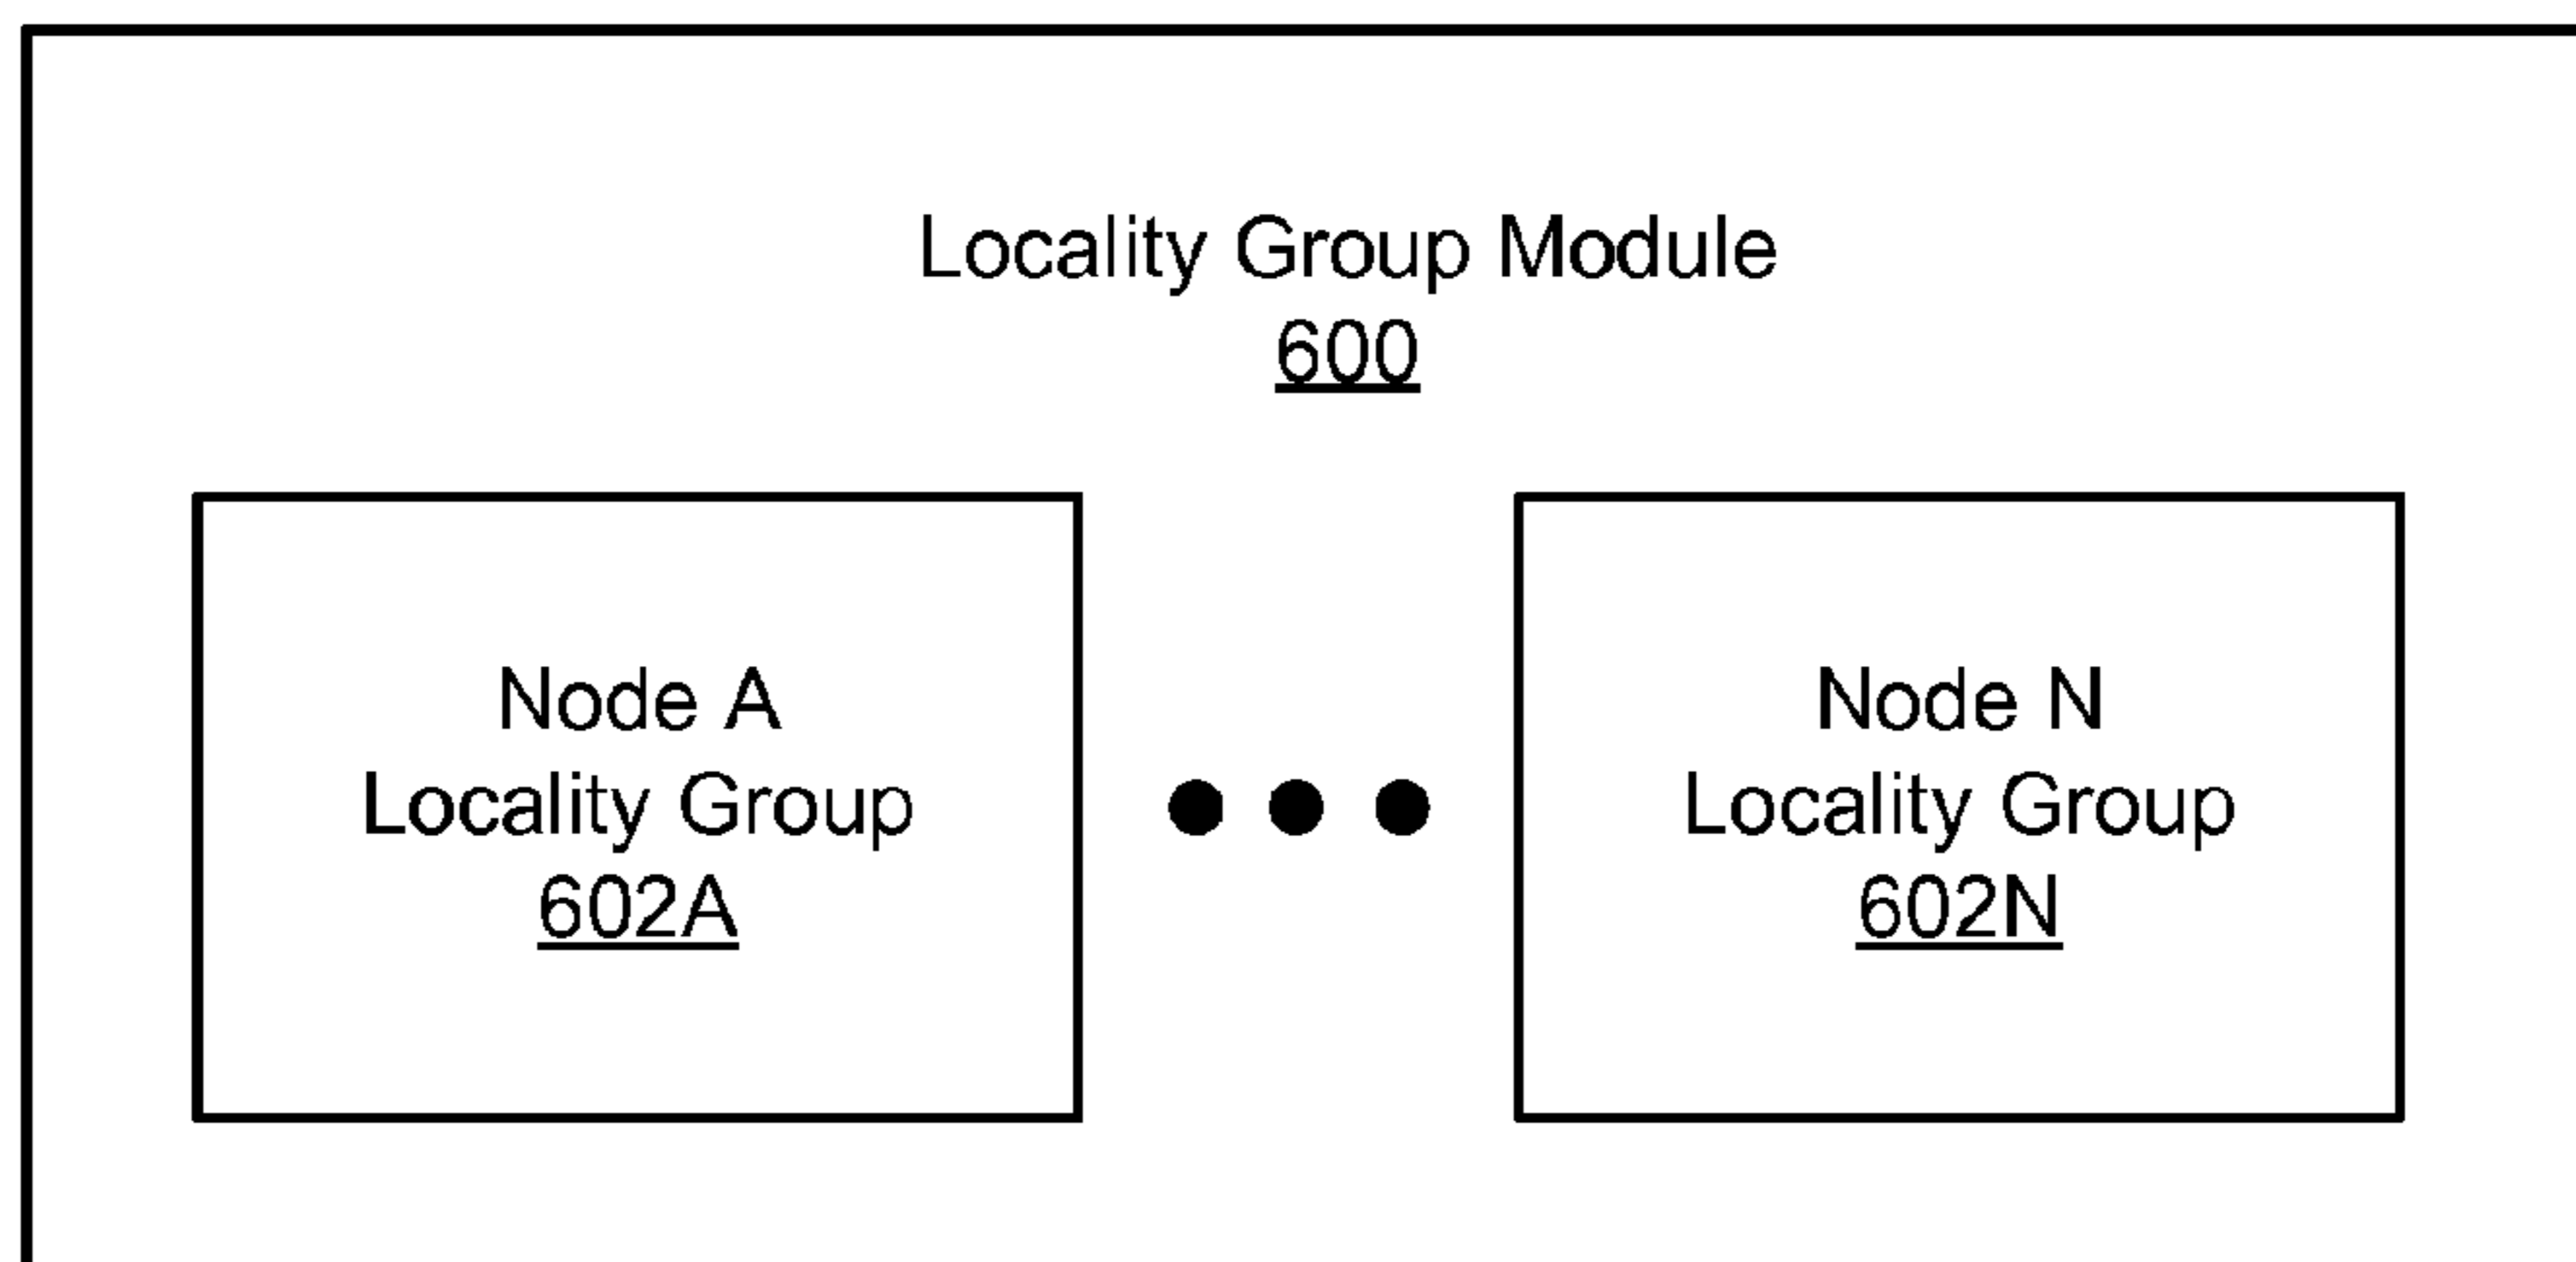 Locality Group Module
600
Node A
Locality Group
602A
Node N
Locality Group
602N